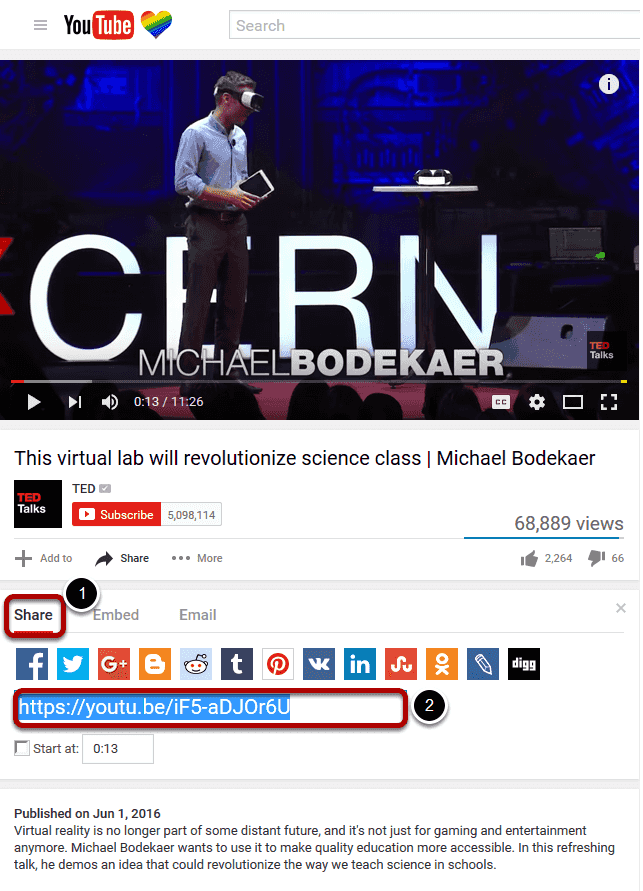 YouTube
Search
CERN
MICHAELBODEKAER
TED
Talks
0:13 / 11:26
CC
This virtual lab will revolutionize science class | Michael Bodekaer
TED
Talks
TED
Subscribe 5,098,114
68,889 views
Add to Share More
2,264 66
1
Share Embed Email
f G+ B t P in digg
https://youtu.be/iF5-aDJOr6U
2
Start at: 0:13
Published on Jun 1, 2016
Virtual reality is no longer part of some distant future, and it's not just for gaming and entertainment
anymore. Michael Bodekaer wants to use it to make quality education more accessible. In this refreshing
talk, he demos an idea that could revolutionize the way we teach science in schools.